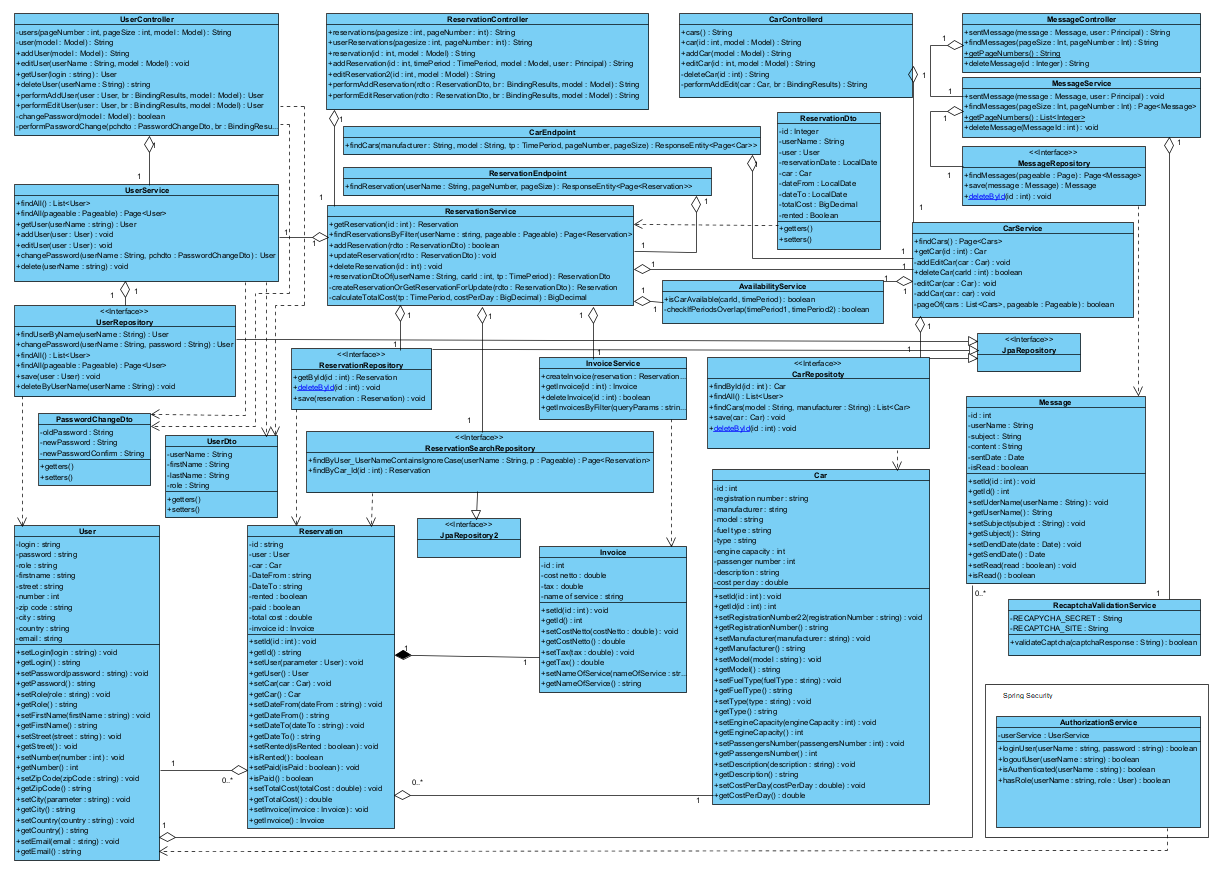 UserController
-users(pageNumber : int, pageSize : int, model : Model) : String
-user(model : Model) : String
+addUser(model : Model) : String
+editUser(userName : String, model : Model) : void
+getUser(login : string) : User
+deleteUser(userName : String) : string
+performAddUser(user : User, br : BindingResults, model : Model) : User
+performEditUser(user : User, br : BindingResults, model : Model) : User
-changePassword(model : Model) : boolean
-performPasswordChange(pchdto : PasswordChangeDto, br : BindingResu...
ReservationController
+reservations(pagesize : int, pageNumber : int) : String
+userReservations(pagesize : int, pageNumber : int) : String
+reservation(id : int, model : Model) : String
+addReservation(id : int, timePeriod : TimePeriod, model : Model, user : Principal) : String
+editReservation2(id : int, model : Model) : String
+performAddReservation(rdto : ReservationDto, br : BindingResults, model : Model) : String
+performEditReservation(rdto : ReservationDto, br : BindingResults, model : Model) : String
CarControllerd
+cars() : String
+car(id : int, model : Model) : String
+addCar(model : Model) : String
+editCar(id : int, model : Model) : String
-deleteCar(id : int) : String
-performAddEdit(car : Car, br : BindingResults) : String
MessageController
+sentMessage(message : Message, user : Principal) : String
+findMessages(pageSize : Int, pageNumber : Int) : String
+getPageNumbers() : String
+deleteMessage(id : Integer) : String
1
1
MessageService
+sentMessage(message : Message, user : Principal) : void
+findMessages(pageSize : Int, pageNumber : Int) : Page<Message>
+getPageNumbers() : List<Integer>
+deleteMessage(MessageId : int) : void
1
1
1
1
<<Interface>>
MessageRepository
+findMessages(pageable : Page) : Page<Message>
+save(message : Message) : Message
+deleteById(id : int) : void
CarEndpoint
+findCars(manufacturer : String, model : String, tp : TimePeriod, pageNumber, pageSize) : ResponseEntity<Page<Car>>
ReservationEndpoint
+findReservation(userName : String, pageNumber, pageSize) : ResponseEntity<Page<Reservation>>
ReservationDto
-id : Integer
-userName : String
-user : User
-reservationDate : LocalDate
-car : Car
-dateFrom : LocalDate
-dateTo : LocalDate
-totalCost : BigDecimal
-rented : Boolean
+getters()
+setters()
UserService
+findAll() : List<User>
+findAll(pageable : Pageable) : Page<User>
+getUser(userName : string) : User
+addUser(user : User) : void
+editUser(user : User) : void
+changePassword(userName : String, pchdto : PasswordChangeDto) : User
+delete(userName : string) : void
ReservationService
+getReservation(id : int) : Reservation
+findReservationsByFilter(userName : string, pageable : Pageable) : Page<Reservation>
+addReservation(rdto : ReservationDto) : boolean
+updateReservation(rdto : ReservationDto) : void
+deleteReservation(id : int) : void
+reservationDtoOf(userName : String, carId : int, tp : TimePeriod) : ReservationDto
-createReservationOrGetReservationForUpdate(rdto : ReservationDto) : Reservation
-calculateTotalCost(tp : TimePeriod, costPerDay : BigDecimal) : BigDecimal
CarService
+findCars() : Page<Cars>
+getCar(id : int) : Car
-addEditCar(car : Car) : void
+deleteCar(carId : int) : boolean
-editCar(car : Car) : void
-addCar(car : car) : void
-pageOf(cars : List<Cars>, pageable : Pageable) : boolean
AvailabilityService
+isCarAvailable(carId, timePeriod) : boolean
-checkIfPeriodsOverlap(timePeriod1, timePeriod2) : boolean
<<Interface>>
UserRepository
+findUserByName(userName : String) : User
+changePassword(userName : String, password : String) : User
+findAll() : List<User>
+findAll(pageable : Pageable) : Page<User>
+save(user : User) : void
+deleteByUserName(userName : String) : void
<<Interface>>
JpaRepository
<<Interface>>
ReservationRepository
+getById(id : int) : Reservation
+deleteById(id : int) : void
+save(reservation : Reservation) : void
InvoiceService
+createInvoice(reservation : Reservation...
+getInvoice(id : int) : Invoice
+deleteInvoice(id : int) : boolean
+getInvoicesByFilter(queryParams : strin...
<<Interface>>
CarRepository
+findById(id : int) : Car
+findAll() : List<User>
+findCars(model : String, manufacturer : String) : List<Car>
+save(car : Car) : void
+deleteById(id : int) : void
PasswordChangeDto
-oldPassword : String
-newPassword : String
-newPasswordConfirm : String
+getters()
+setters()
UserDto
-userName : String
-firstName : String
-lastName : String
-role : String
+getters()
+setters()
<<Interface>>
ReservationSearchRepository
+findByUser_UserNameContainsIgnoreCase(userName : String, p : Pageable) : Page<Reservation>
+findByCar_Id(id : int) : Reservation
<<Interface>>
JpaRepository2
Message
-id : int
-userName : String
-subject : String
-content : String
-sentDate : Date
-isRead : boolean
+setId(id : int) : void
+getId() : int
+setUderName(userName : String) : void
+getUserName() : String
+setSubject(subject : String) : void
+getSubject() : String
+setDendDate(date : Date) : void
+getSendDate() : Date
+setRead(read : boolean) : void
+isRead() : boolean
User
-login : string
-password : string
-role : string
-firstname : string
-street : string
-number : int
-zip code : string
-city : string
-country : string
-email : string
+setLogin(login : string) : void
+getLogin() : string
+setPassword(password : string) : void
+getPassword() : string
+setRole(role : string) : void
+getRole() : string
+setFirstName(firstName : string) : void
+getFirstName() : string
+setStreet(street : string) : void
+getStreet() : void
+setNumber(number : int) : void
+getNumber() : int
+setZipCode(zipCode : string) : void
+getZipCode() : string
+setCity(parameter : string) : void
+getCity() : string
+setCountry(country : string) : void
+getCountry() : string
+setEmail(email : string) : void
+getEmail() : string
Reservation
-id : string
-user : User
-car : Car
-DateFrom : string
-DateTo : string
-rented : boolean
-paid : boolean
-total cost : double
-invoice id : Invoice
+setId(id : int) : void
+getId() : string
+setUser(parameter : User) : void
+getUser() : User
+setCar(car : Car) : void
+getCar() : Car
+setDateFrom(dateFrom : string) : void
+getDateFrom() : string
+setDateTo(dateTo : string) : void
+getDateTo() : string
+setRented(isRented : boolean) : void
+isRented() : boolean
+setPaid(isPaid : boolean) : void
+isPaid() : boolean
+setTotalCost(totalCost : double) : void
+getTotalCost() : double
+setInvoice(invoice : Invoice) : void
+getInvoice() : Invoice
Invoice
-id : int
-cost netto : double
-tax : double
-name of service : string
+setId(id : int) : void
+getId() : int
+setCostNetto(costNetto : double) : void
+getCostNetto() : double
+setTax(tax : double) : void
+getTax() : double
+setNameOfService(nameOfService : str...
+getNameOfService() : string
Car
-id : int
-registration number : string
-manufacturer : string
-model : string
-fuel type : string
-type : string
-engine capacity : int
-passenger number : int
-description : string
-cost per day : double
+setId(id : int) : void
+getId(id : int) : int
+setRegistrationNumber22(registrationNumber : string) : void
+getRegistrationNumber() : string
+setManufacturer(manufacturer : string) : void
+getManufacturer() : string
+setModel(model : string) : void
+getModel() : string
+setFuelType(fuelType : string) : void
+getFuelType() : string
+setType(type : string) : void
+getType() : string
+setEngineCapacity(engineCapacity : int) : void
+getEngineCapacity() : int
+setPassengersNumber(passengersNumber : int) : void
+getPassengersNumber() : int
+setDescription(description : string) : void
+getDescription() : string
+setCostPerDay(costPerDay : double) : void
+getCostPerDay() : double
0..*
1
RecaptchaValidationService
-RECAPYCHA_SECRET : String
-RECAPTCHA_SITE : String
+validateCaptcha(captchaResponse : String) : boolean
Spring Security
AuthorizationService
-userService : UserService
+loginUser(userName : string, password : string) : boolean
+logoutUser(userName : string) : boolean
+isAuthenticated(userName : string) : boolean
+hasRole(userName : string, role : User) : boolean
1
0..*
0..*
1
1
1
1